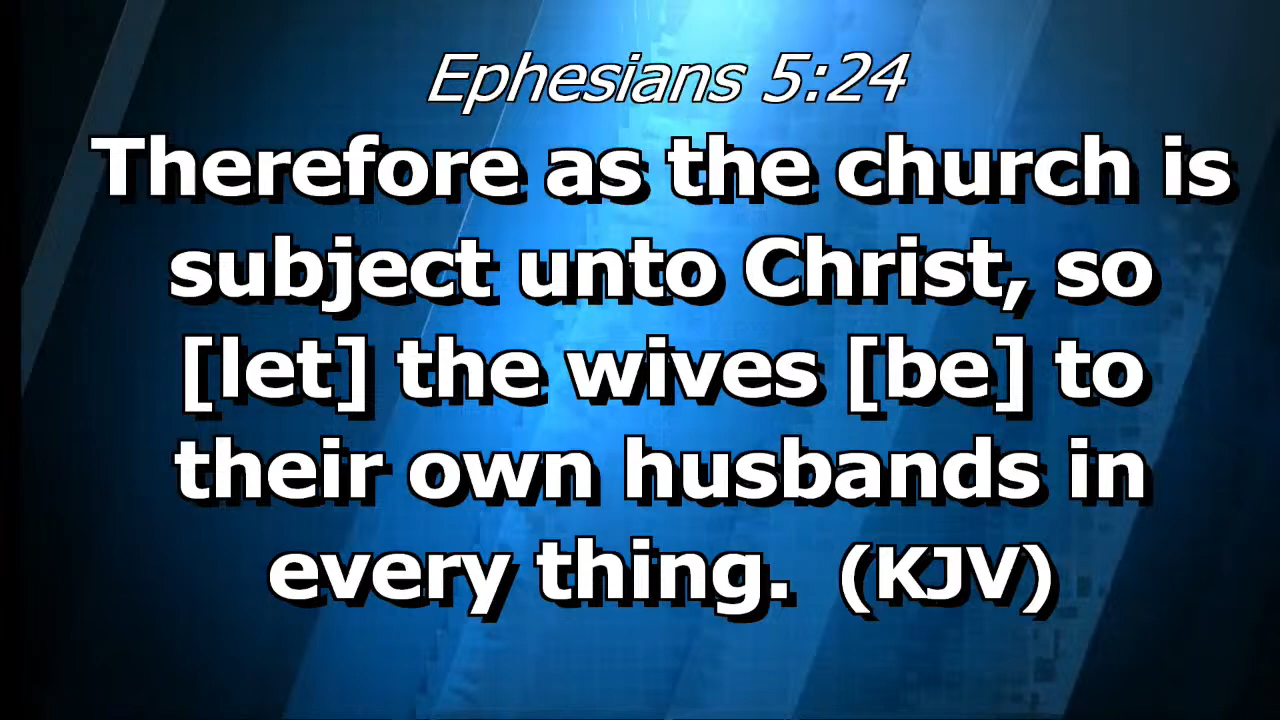 Ephesians 5:24
Therefore as the church is
subject unto Christ, so
[let] the wives [be] to
their own husbands in
every thing. (KJV)